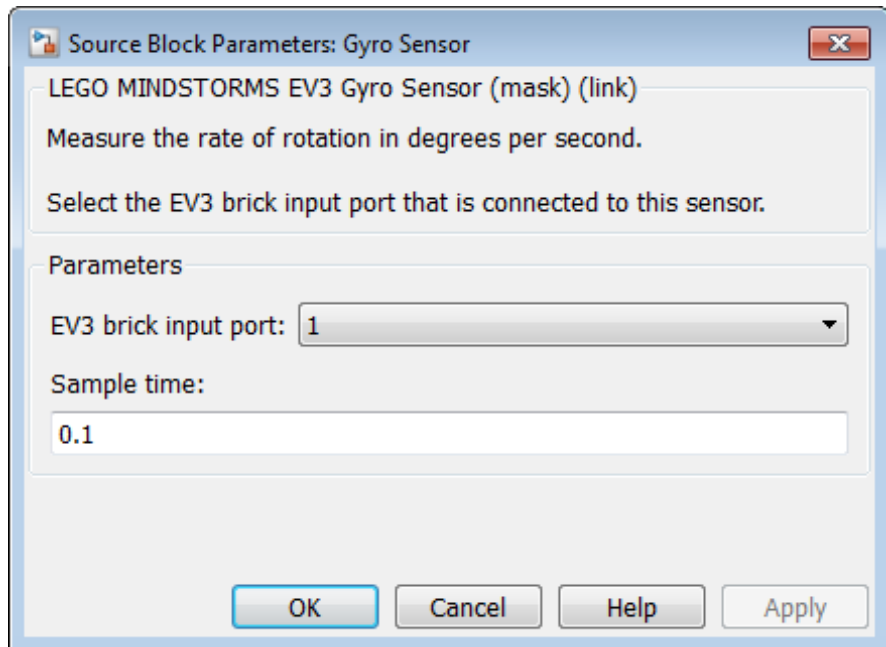 Source Block Parameters: Gyro Sensor
LEGO MINDSTORMS EV3 Gyro Sensor (mask) (link)
Measure the rate of rotation in degrees per second.
Select the EV3 brick input port that is connected to this sensor.
Parameters
EV3 brick input port: 1
Sample time:
0.1
OK Cancel Help Apply